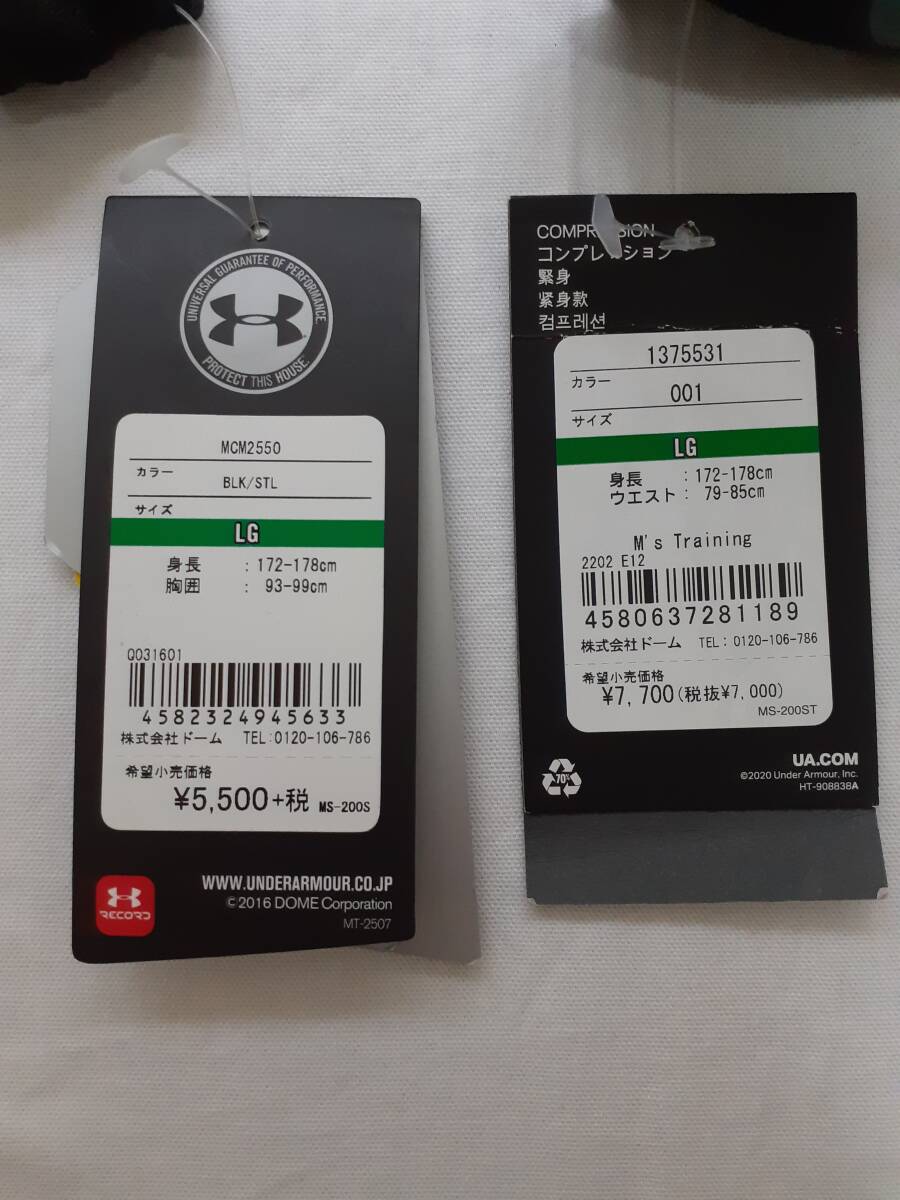 UNIVERSAL GUARANTEE OF PERFORMANCE.
PROTECT THIS HOUSE.
MCM2550
カラー
BLK/STL
サイズ
LG
身長 : 172-178cm
胸囲 : 93-99cm
Q031601
4582324945633
株式会社ドーム TEL:0120-106-786
希望小売価格
¥5,500+税 MS-200S
RECORD
WWW.UNDERARMOUR.CO.JP
©2016 DOME Corporation
MT-2507
コンプレッション
緊身
紧身款
컴프레션
1375531
カラー
001
サイズ
LG
身長 : 172-178cm
ウエスト : 79-85cm
M's Training
2202 E12
4580637281189
株式会社ドーム TEL: 0120-106-786
希望小売価格
¥7,700(税抜¥7,000)
MS-200ST
70%
UA.COM
©2020 Under Armour, Inc.
HT-908838A